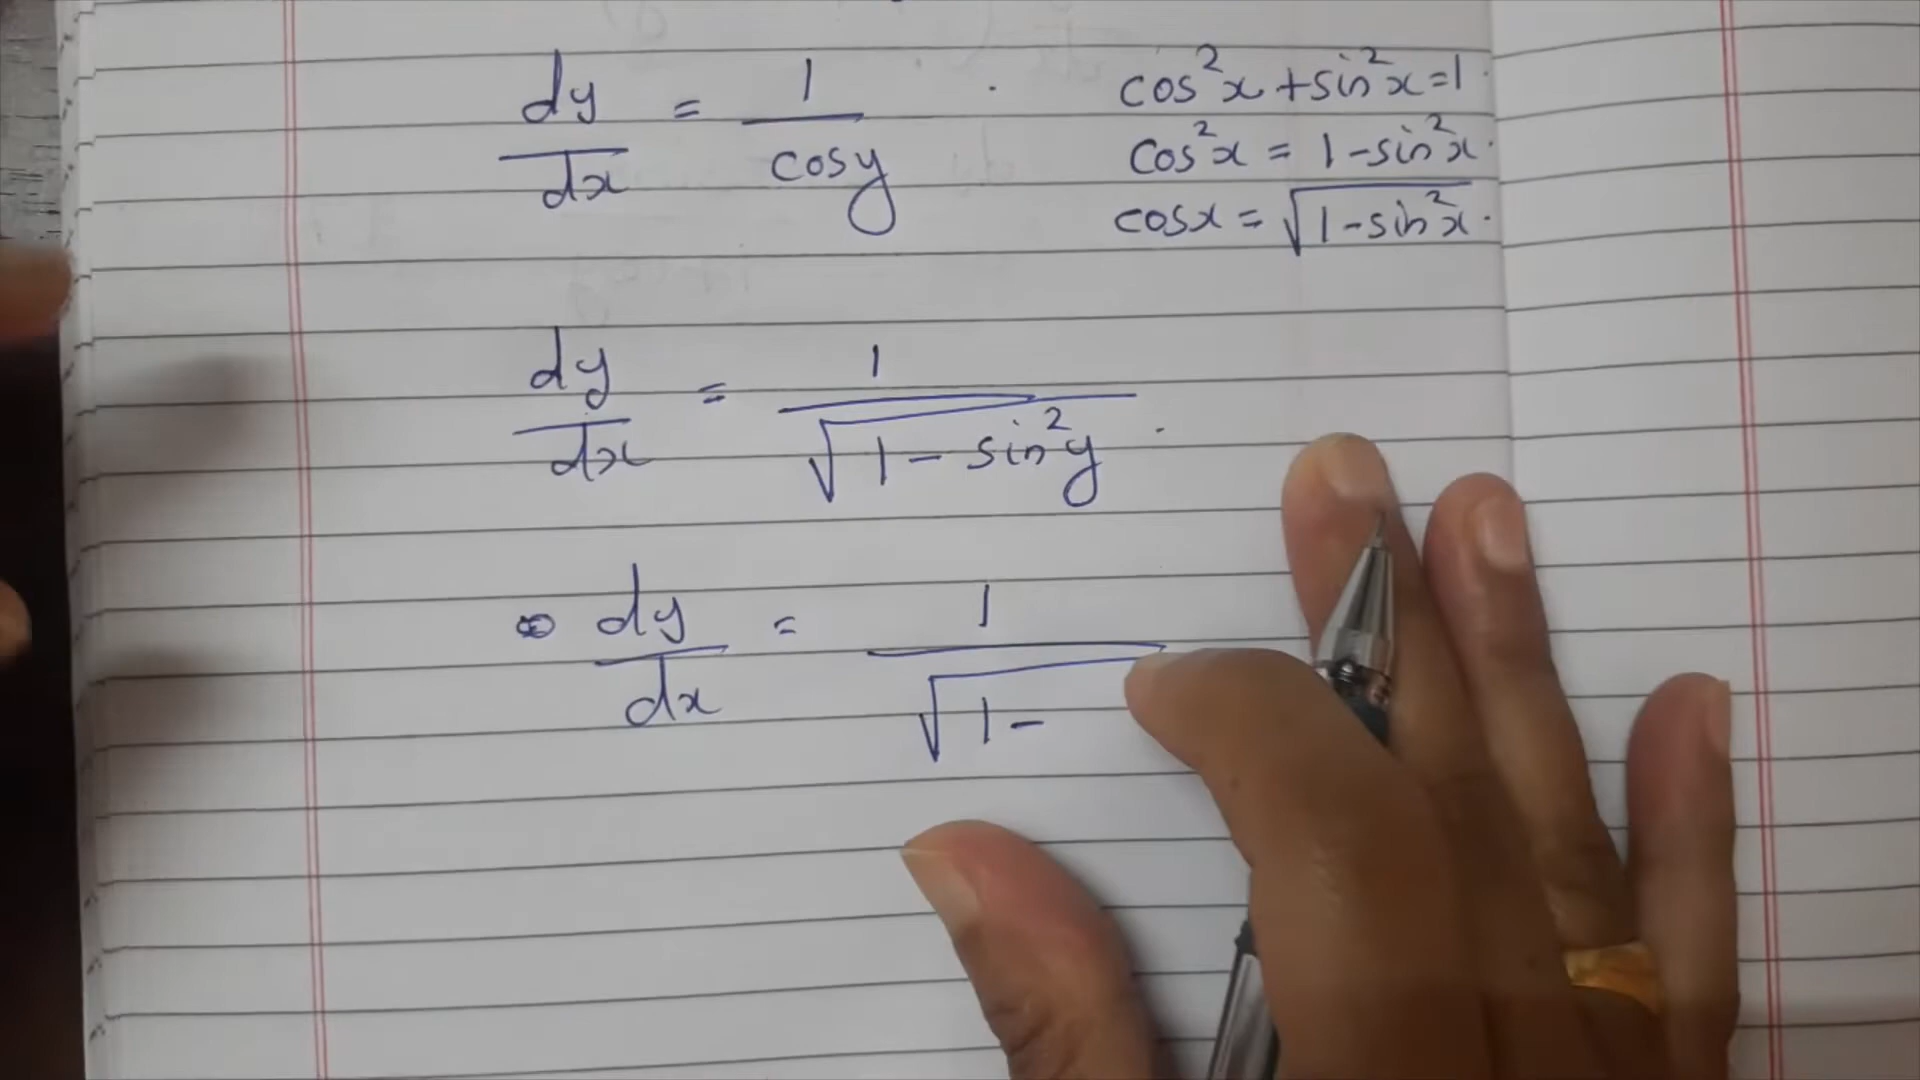 dy/dx = 1/cosy .
cos²x + sin²x = 1 .
cos²x = 1 - sin²x .
cosx = √(1 - sin²x) .
dy/dx = 1/√(1 - sin²y) .
dy/dx = 1/√(1 -